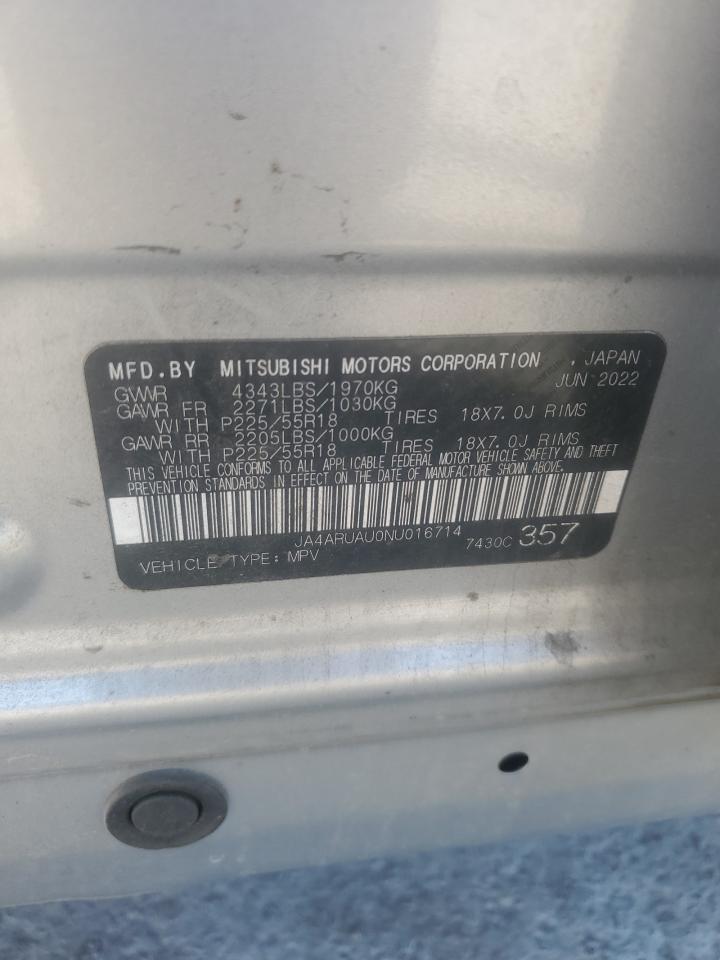 MFD.BY MITSUBISHI MOTORS CORPORATION , JAPAN
JUN 2022
GVWR 4343LBS/1970KG
GAWR FR 2271LBS/1030KG
WITH P225/55R18 TIRES 18X7.0J RIMS
GAWR RR 2205LBS/1000KG
WITH P225/55R18 TIRES 18X7.0J RIMS
THIS VEHICLE CONFORMS TO ALL APPLICABLE FEDERAL MOTOR VEHICLE SAFETY AND THEFT
PREVENTION STANDARDS IN EFFECT ON THE DATE OF MANUFACTURE SHOWN ABOVE.
JA4ARUAU0NU016714
VEHICLE TYPE: MPV 7430C 357